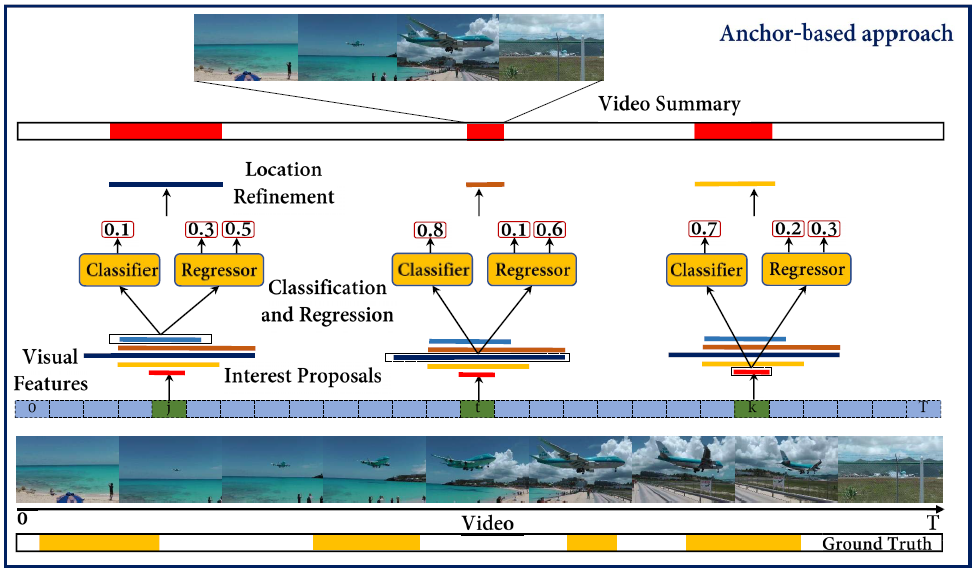 Anchor-based approach
Video Summary
Location
Refinement
0.1 0.3 0.5 0.8 0.1 0.6 0.7 0.2 0.3
Classifier Regressor Classifier Regressor Classifier Regressor
Classification
and Regression
Visual
Features
Interest Proposals
0 j t k T
0 Video T
Ground Truth